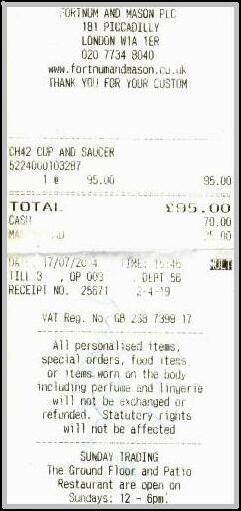 FORTNUM AND MASON PLC
181 PICCADILLY
LONDON W1A 1ER
020 7734 8040
www.fortnumandmason.co.uk
THANK YOU FOR YOUR CUSTOM
CH42 CUP AND SAUCER
5224000103287
1 @ 95.00 95.00
TOTAL £95.00
CASH 70.00
TIME: 15:46
TILL 3 , OP 003 , DEPT 56
RECEIPT NO. 25671 2-4-19
VAT Reg. No. GB 238 7399 17
All personalised items,
special orders, food items
or items worn on the body
including perfume and lingerie
will not be exchanged or
refunded. Statutory rights
will not be affected
SUNDAY TRADING
The Ground Floor and Patio
Restaurant are open on
Sundays: 12 - 6pm.